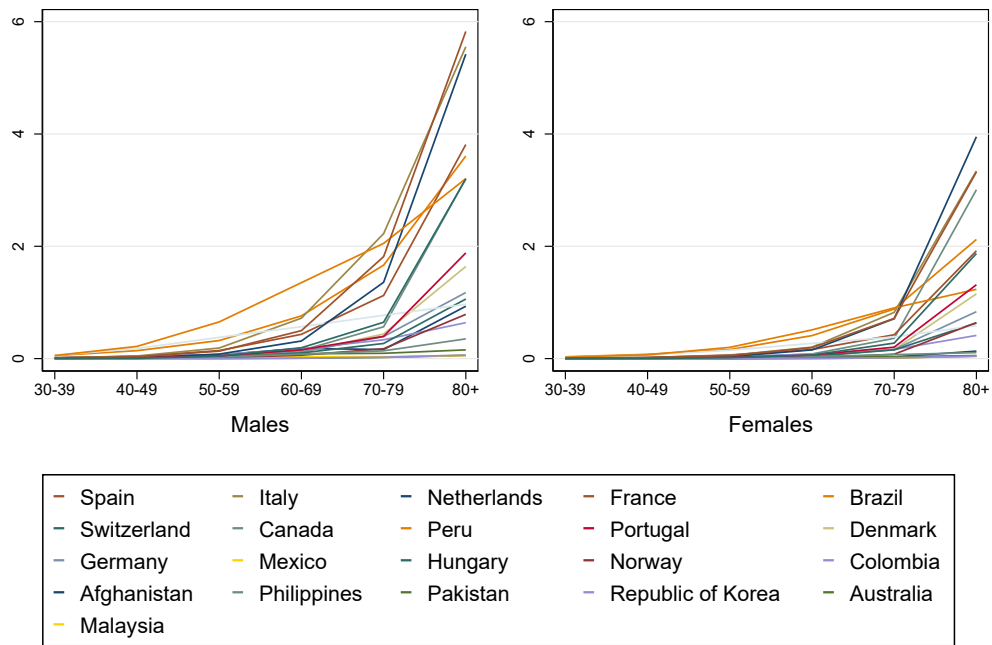 6
4
2
0
30-39 40-49 50-59 60-69 70-79 80+
Males
6
4
2
0
30-39 40-49 50-59 60-69 70-79 80+
Females
Spain Italy Netherlands France Brazil
Switzerland Canada Peru Portugal Denmark
Germany Mexico Hungary Norway Colombia
Afghanistan Philippines Pakistan Republic of Korea Australia
Malaysia